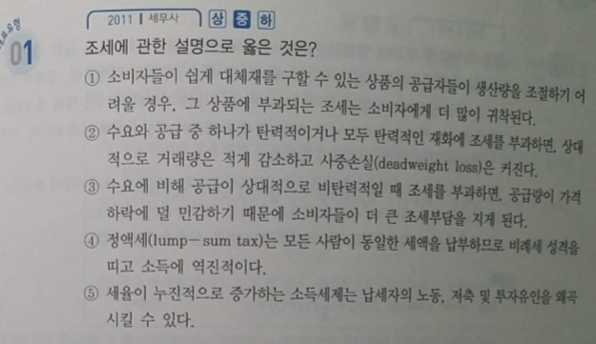 대표유형
01
2011 | 세무사 상 중 하
조세에 관한 설명으로 옳은 것은?
① 소비자들이 쉽게 대체재를 구할 수 있는 상품의 공급자들이 생산량을 조절하기 어
려울 경우, 그 상품에 부과되는 조세는 소비자에게 더 많이 귀착된다.
② 수요와 공급 중 하나가 탄력적이거나 모두 탄력적인 재화에 조세를 부과하면, 상대
적으로 거래량은 적게 감소하고 사중손실(deadweight loss)은 커진다.
③ 수요에 비해 공급이 상대적으로 비탄력적일 때 조세를 부과하면, 공급량이 가격
하락에 덜 민감하기 때문에 소비자들이 더 큰 조세부담을 지게 된다.
④ 정액세(lump-sum tax)는 모든 사람이 동일한 세액을 납부하므로 비례세 성격을
띠고 소득에 역진적이다.
⑤ 세율이 누진적으로 증가하는 소득세제는 납세자의 노동, 저축 및 투자유인을 왜곡
시킬 수 있다.